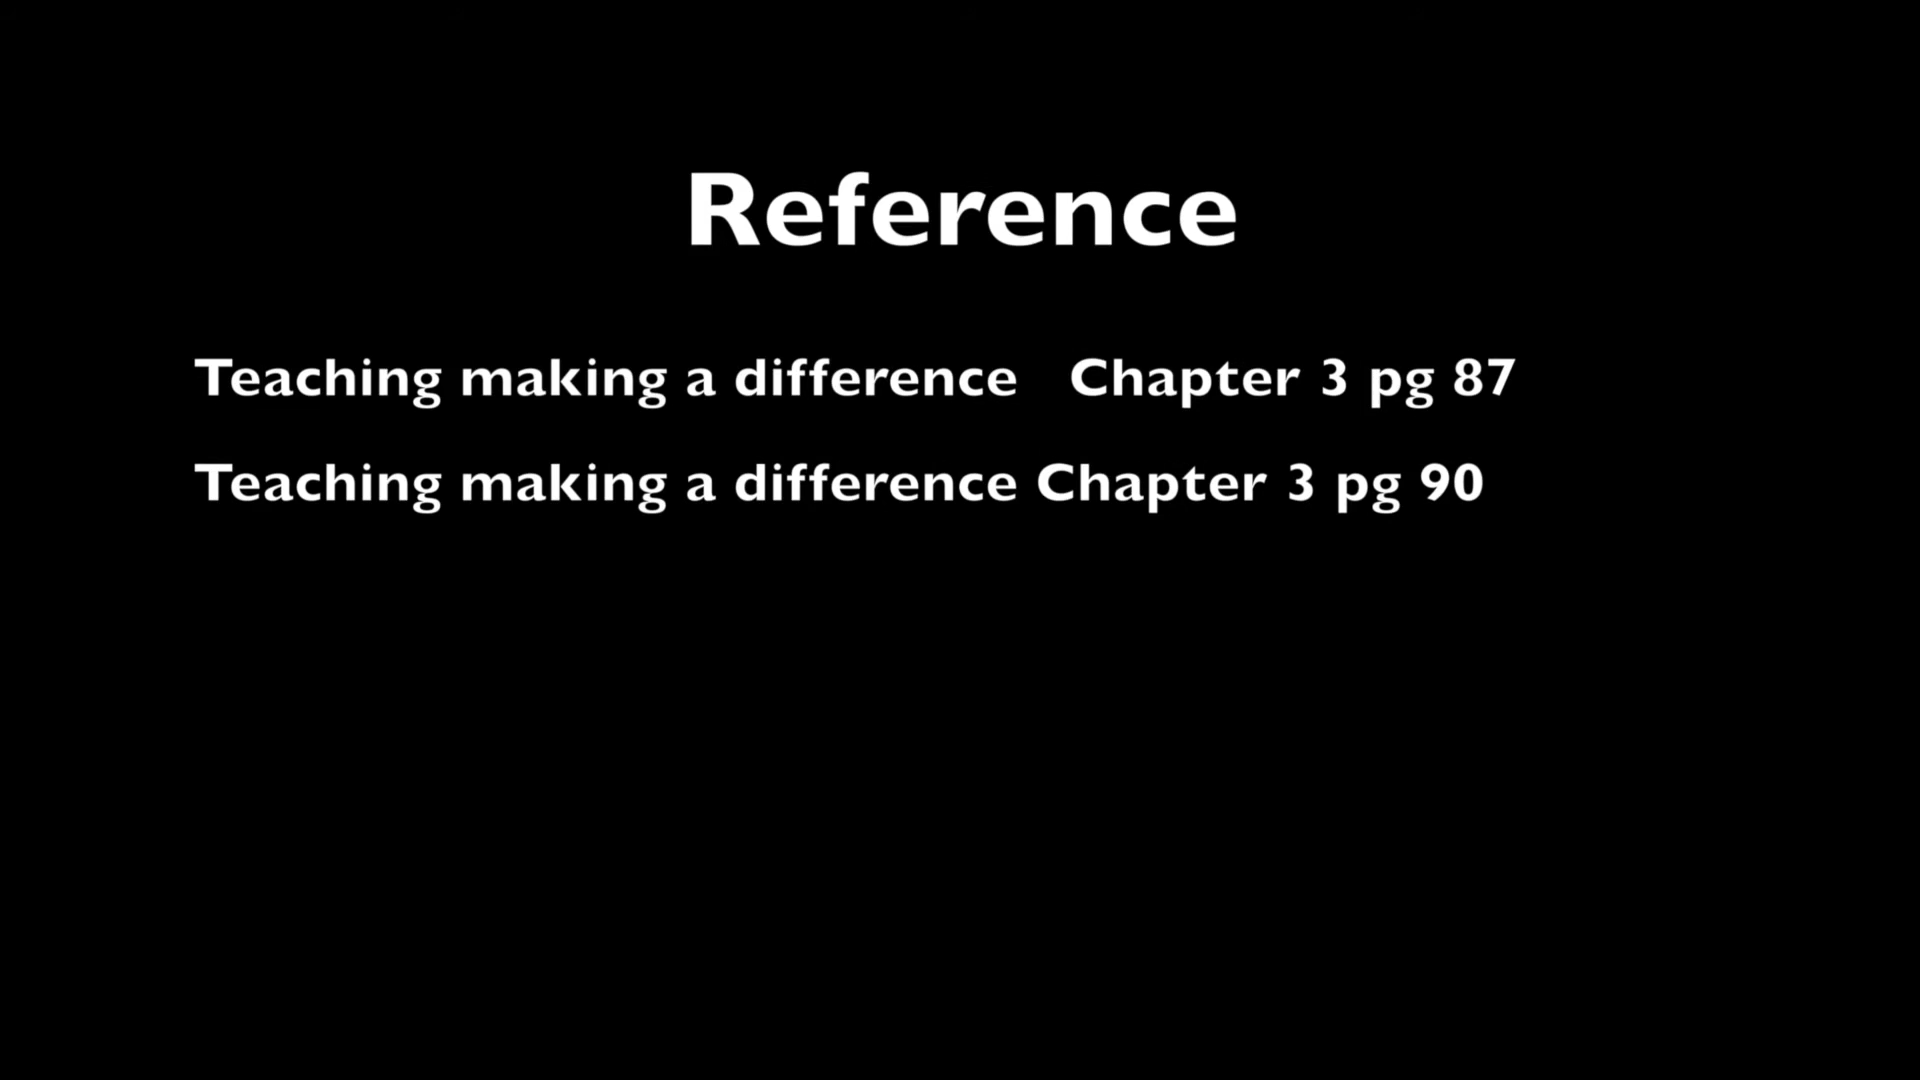 Reference
Teaching making a difference   Chapter 3 pg 87
Teaching making a difference Chapter 3 pg 90